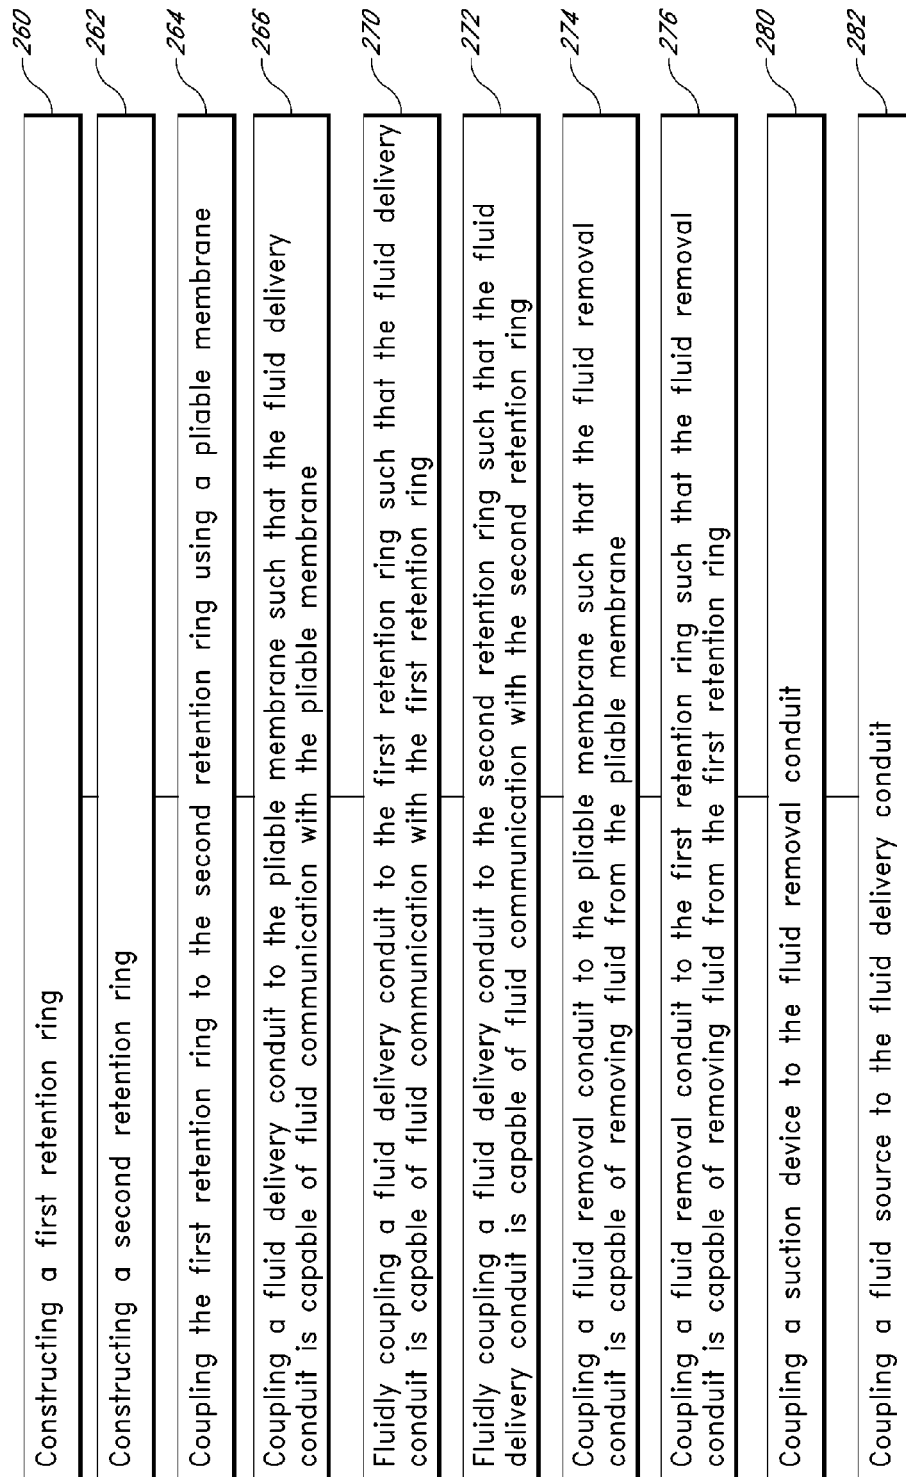 Constructing a first retention ring
260
Constructing a second retention ring
262
Coupling the first retention ring to the second retention ring using a pliable membrane
264
Coupling a fluid delivery conduit to the pliable membrane such that the fluid delivery
conduit is capable of fluid communication with the pliable membrane
266
Fluidly coupling a fluid delivery conduit to the first retention ring such that the fluid delivery
conduit is capable of fluid communication with the first retention ring
270
Fluidly coupling a fluid delivery conduit to the second retention ring such that the fluid
delivery conduit is capable of fluid communication with the second retention ring
272
Coupling a fluid removal conduit to the pliable membrane such that the fluid removal
conduit is capable of removing fluid from the pliable membrane
274
Coupling a fluid removal conduit to the first retention ring such that the fluid removal
conduit is capable of removing fluid from the first retention ring
276
Coupling a suction device to the fluid removal conduit
280
Coupling a fluid source to the fluid delivery conduit
282